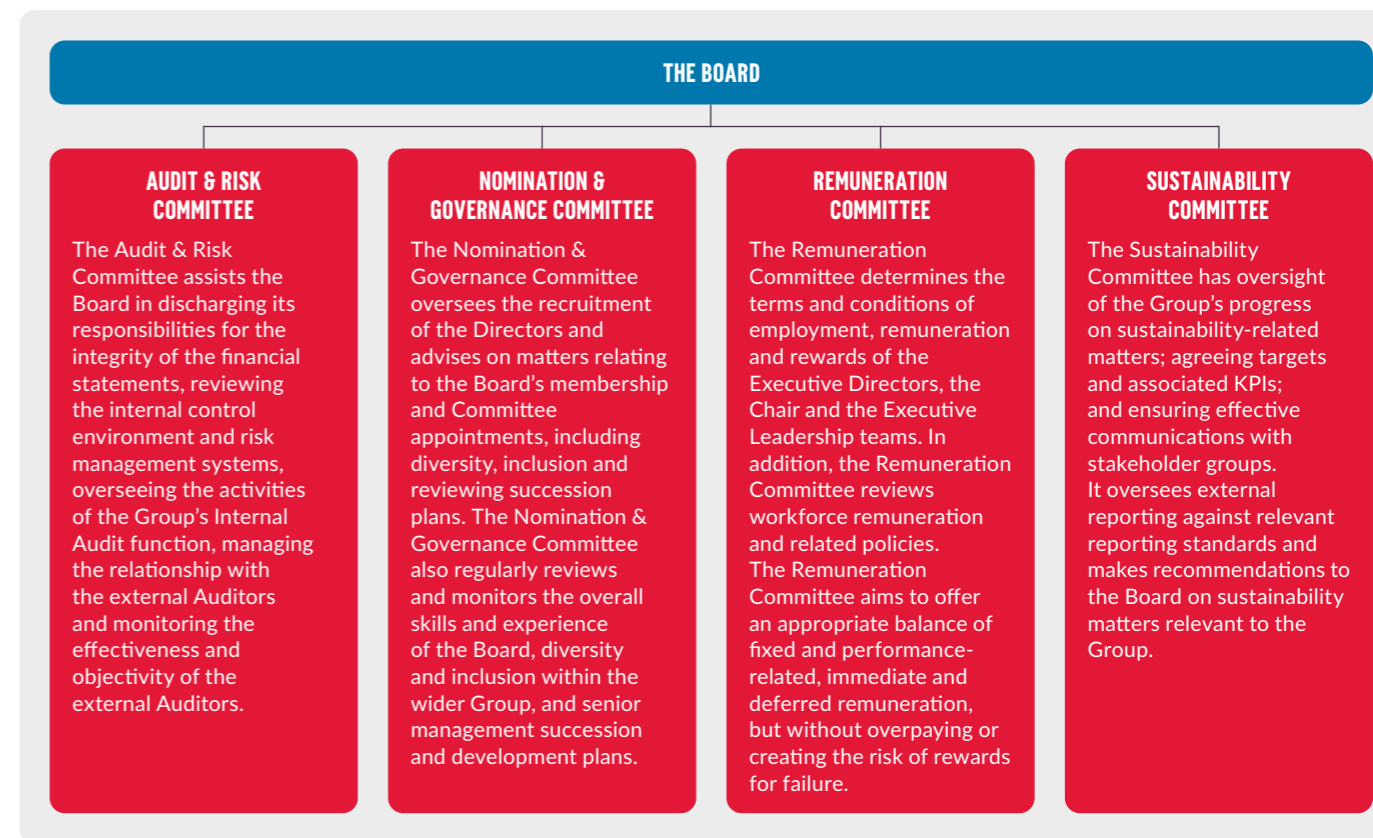 THE BOARD
AUDIT & RISK
COMMITTEE
The Audit & Risk
Committee assists the
Board in discharging its
responsibilities for the
integrity of the financial
statements, reviewing
the internal control
environment and risk
management systems,
overseeing the activities
of the Group's Internal
Audit function, managing
the relationship with
the external Auditors
and monitoring the
effectiveness and
objectivity of the
external Auditors.
NOMINATION &
GOVERNANCE COMMITTEE
The Nomination &
Governance Committee
oversees the recruitment
of the Directors and
advises on matters relating
to the Board's membership
and Committee
appointments, including
diversity, inclusion and
reviewing succession
plans. The Nomination &
Governance Committee
also regularly reviews
and monitors the overall
skills and experience
of the Board, diversity
and inclusion within the
wider Group, and senior
management succession
and development plans.
REMUNERATION
COMMITTEE
The Remuneration
Committee determines the
terms and conditions of
employment, remuneration
and rewards of the
Executive Directors, the
Chair and the Executive
Leadership teams. In
addition, the Remuneration
Committee reviews
workforce remuneration
and related policies.
The Remuneration
Committee aims to offer
an appropriate balance of
fixed and performance-
related, immediate and
deferred remuneration,
but without overpaying or
creating the risk of rewards
for failure.
SUSTAINABILITY
COMMITTEE
The Sustainability
Committee has oversight
of the Group's progress
on sustainability-related
matters; agreeing targets
and associated KPIs;
and ensuring effective
communications with
stakeholder groups.
It oversees external
reporting against relevant
reporting standards and
makes recommendations to
the Board on sustainability
matters relevant to the
Group.